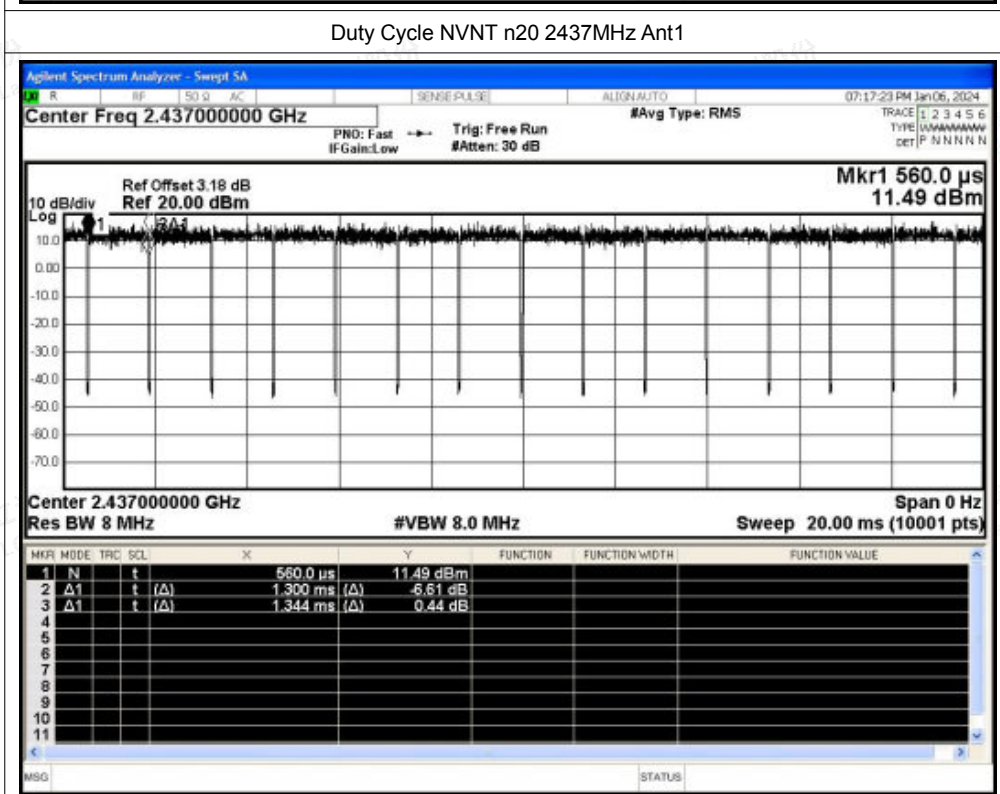 Duty Cycle NVNT n20 2437MHz Ant1
Agilent Spectrum Analyzer - Swept SA
R RF 50 Ω AC SENSE:PULSE ALIGNAUTO 07:17:23 PM Jan 06, 2024
Center Freq 2.437000000 GHz #Avg Type: RMS TRACE 1 2 3 4 5 6
PNO: Fast Trig: Free Run TYPE
IFGain:Low #Atten: 30 dB DET P N N N N N
Mkr1 560.0 µs
Ref Offset 3.18 dB
10 dB/div Ref 20.00 dBm 11.49 dBm
Log
1 3Δ1
10.0
0.00
-10.0
-20.0
-30.0
-40.0
-50.0
-60.0
-70.0
Center 2.437000000 GHz Span 0 Hz
Res BW 8 MHz #VBW 8.0 MHz Sweep 20.00 ms (10001 pts)
MKR MODE TRC SCL X Y FUNCTION FUNCTION WIDTH FUNCTION VALUE
1 N t 560.0 µs 11.49 dBm
2 Δ1 t (Δ) 1.300 ms (Δ) -6.61 dB
3 Δ1 t (Δ) 1.344 ms (Δ) 0.44 dB
4
5
6
7
8
9
10
11
MSG STATUS